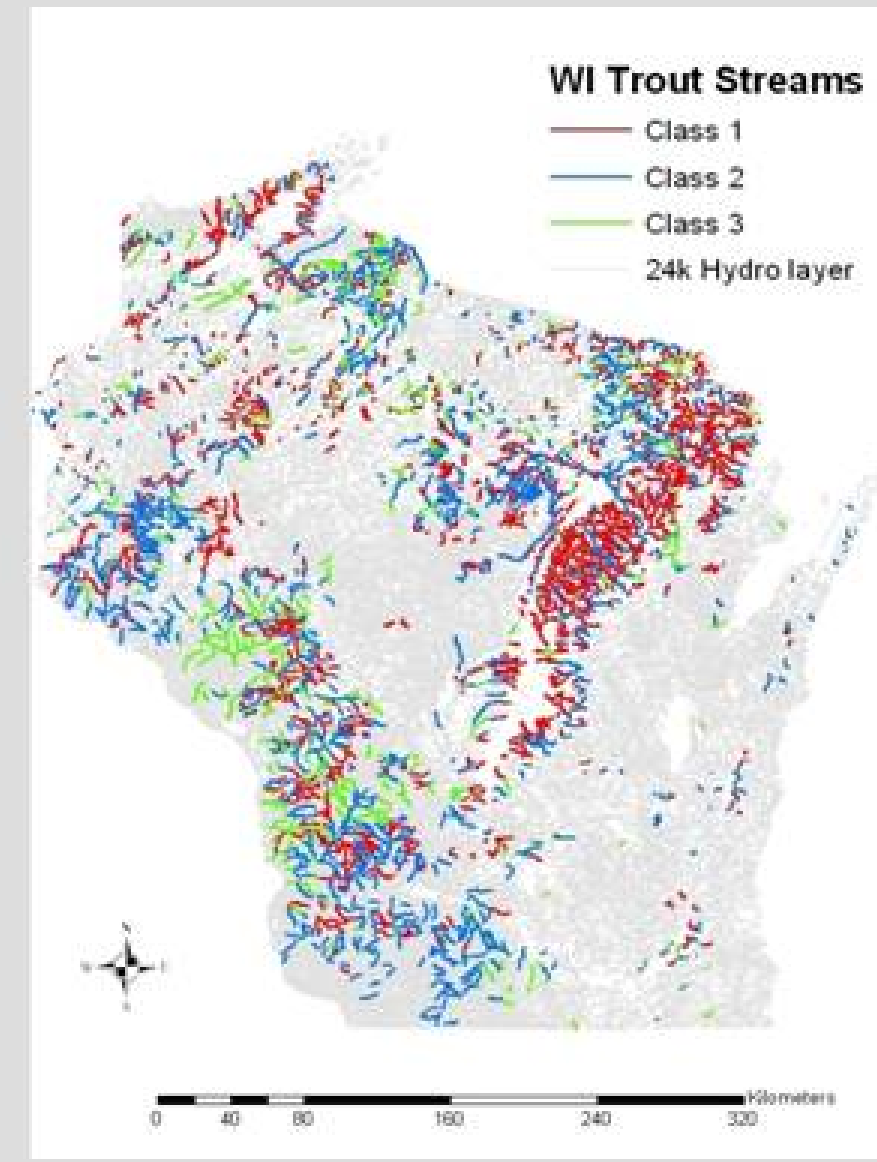 WI Trout Streams
Class 1
Class 2
Class 3
24k Hydro layer
Kilometers
0 40 80 160 240 320